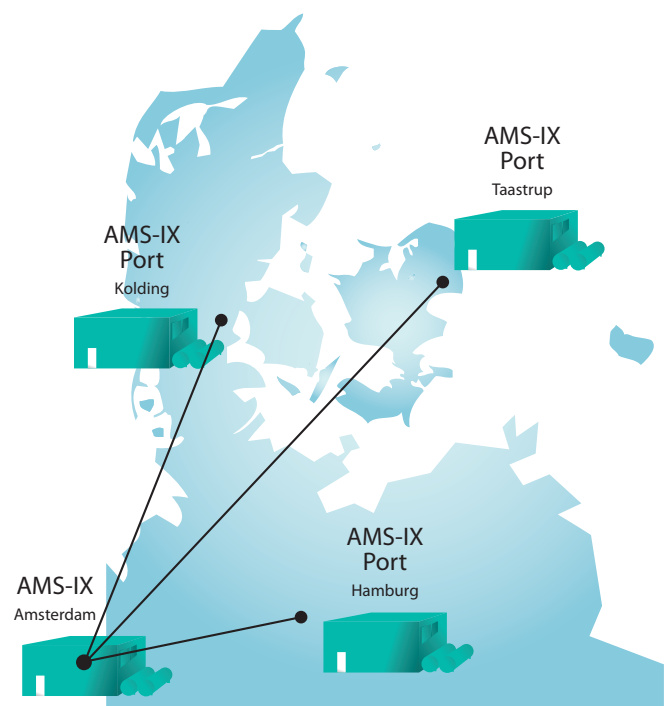 AMS-IX
Port
Taastrup
AMS-IX
Port
Kolding
AMS-IX
Port
Hamburg
AMS-IX
Amsterdam